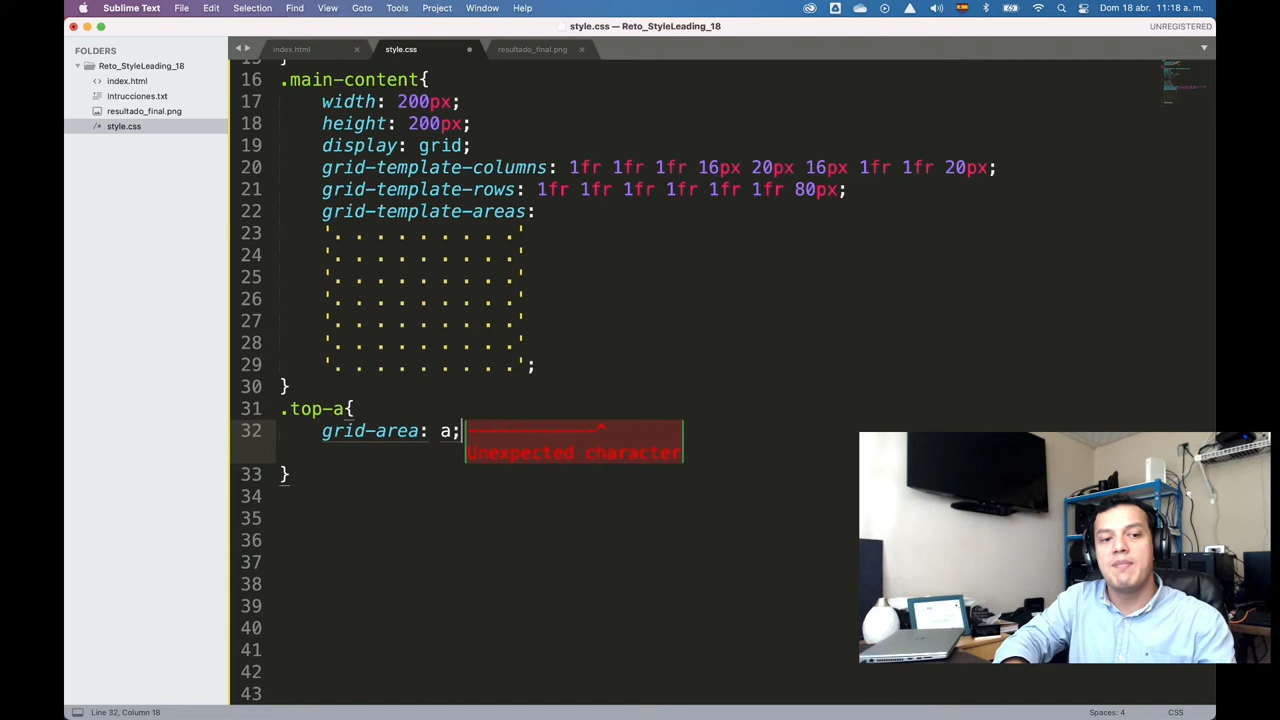 Sublime Text File Edit Selection Find View Goto Tools Project Window Help Dom 18 abr. 11:18 a. m.
style.css — Reto_StyleLeading_18 UNREGISTERED
FOLDERS
Reto_StyleLeading_18
index.html
Intrucciones.txt
resultado_final.png
style.css
index.html style.css resultado_final.png
15 }
16 .main-content{
17 width: 200px;
18 height: 200px;
19 display: grid;
20 grid-template-columns: 1fr 1fr 1fr 16px 20px 16px 1fr 1fr 20px;
21 grid-template-rows: 1fr 1fr 1fr 1fr 1fr 1fr 80px;
22 grid-template-areas:
23 '. . . . . . . . .'
24 '. . . . . . . . .'
25 '. . . . . . . . .'
26 '. . . . . . . . .'
27 '. . . . . . . . .'
28 '. . . . . . . . .'
29 '. . . . . . . . .';
30 }
31 .top-a{
32 grid-area: a; ------------^
Unexpected character
33 }
34
35
36
37
38
39
40
41
42
43
Line 32, Column 18 Spaces: 4 CSS